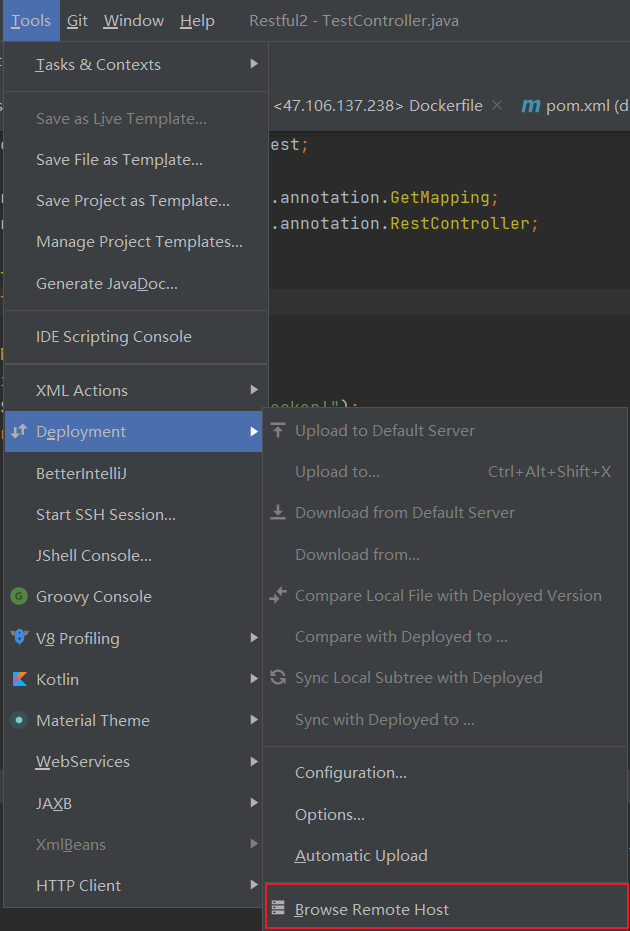 Tools Git Window Help Restful2 - TestController.java
Tasks & Contexts
<47.106.137.238> Dockerfile pom.xml (d
Save as Live Template...
est;
Save File as Template...
Save Project as Template...
.annotation.GetMapping;
.annotation.RestController;
Manage Project Templates...
Generate JavaDoc...
IDE Scripting Console
XML Actions
Deployment
BetterIntelliJ
Start SSH Session...
JShell Console...
Groovy Console
V8 Profiling
Kotlin
Material Theme
WebServices
JAXB
XmlBeans
HTTP Client
Upload to Default Server
Upload to... Ctrl+Alt+Shift+X
Download from Default Server
Download from...
Compare Local File with Deployed Version
Compare with Deployed to ...
Sync Local Subtree with Deployed
Sync with Deployed to ...
Configuration...
Options...
Automatic Upload
Browse Remote Host